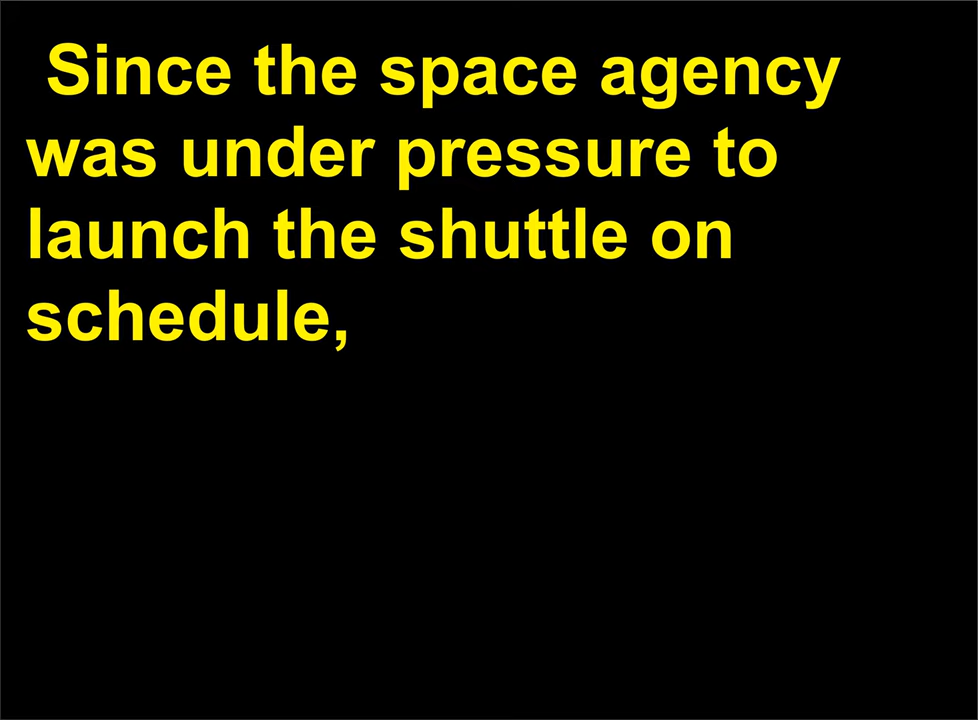 Since the space agency
was under pressure to
launch the shuttle on
schedule,